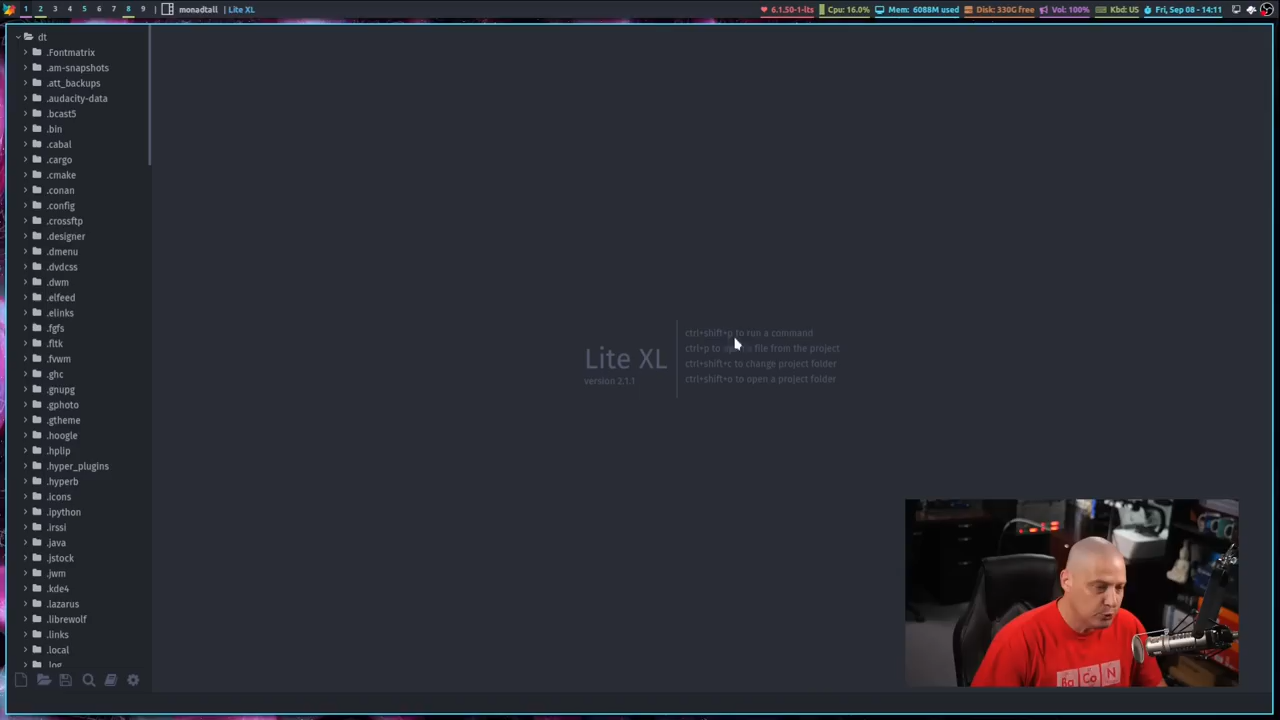 1 2 3 4 5 6 7 8 9 monadtall | Lite XL
6.1.50-1-lts Cpu: 16.0% Mem: 6088M used Disk: 330G free Vol: 100% Kbd: US Fri, Sep 08 - 14:11
dt
.Fontmatrix
.am-snapshots
.att_backups
.audacity-data
.bcast5
.bin
.cabal
.cargo
.cmake
.conan
.config
.crossftp
.designer
.dmenu
.dvdcss
.dwm
.elfeed
.elinks
.fgfs
.fltk
.fvwm
.ghc
.gnupg
.gphoto
.gtheme
.hoogle
.hplip
.hyper_plugins
.hyperb
.icons
.ipython
.irssi
.java
.jstock
.jwm
.kde4
.lazarus
.librewolf
.links
.local
.log
Lite XL
version 2.1.1
ctrl+shift+p to run a command
ctrl+p to file from the project
ctrl+shift+c to change project folder
ctrl+shift+o to open a project folder
Ba Co N